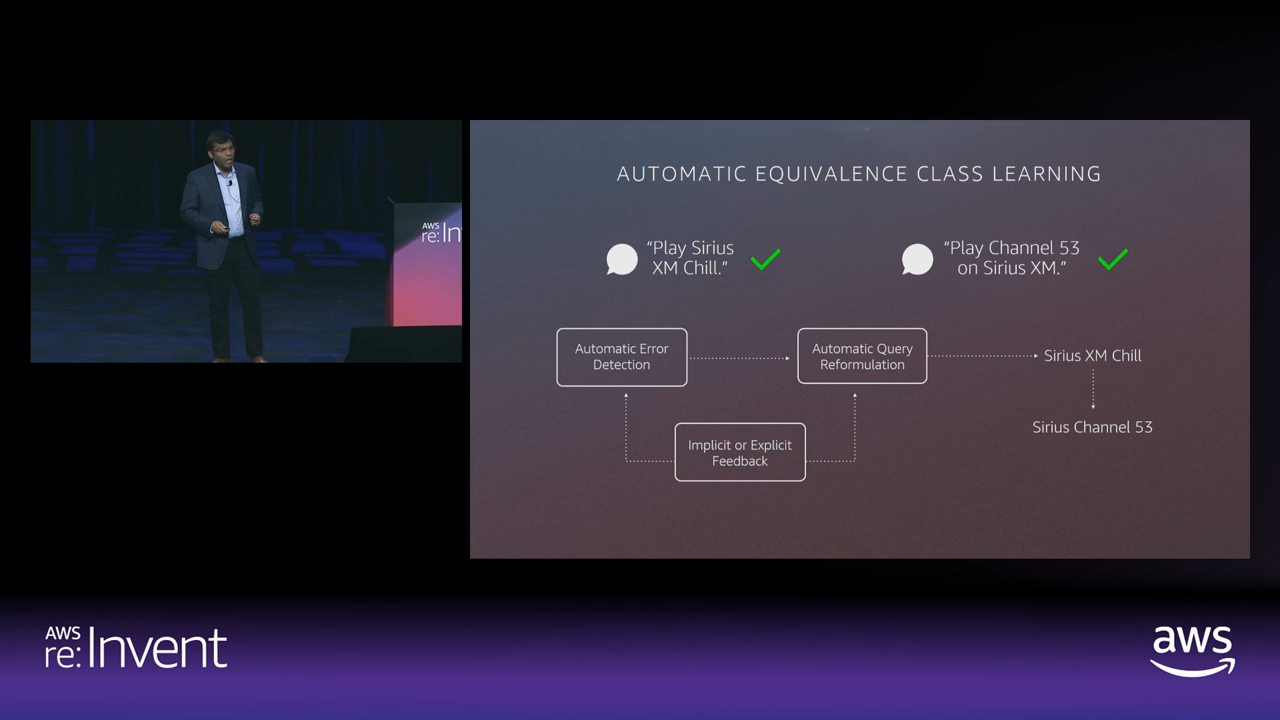 AWS
re:In
AUTOMATIC EQUIVALENCE CLASS LEARNING
“Play Sirius
XM Chill.”
“Play Channel 53
on Sirius XM.”
Automatic Error
Detection
Automatic Query
Reformulation
Sirius XM Chill
Sirius Channel 53
Implicit or Explicit
Feedback
AWS
re:Invent
aws